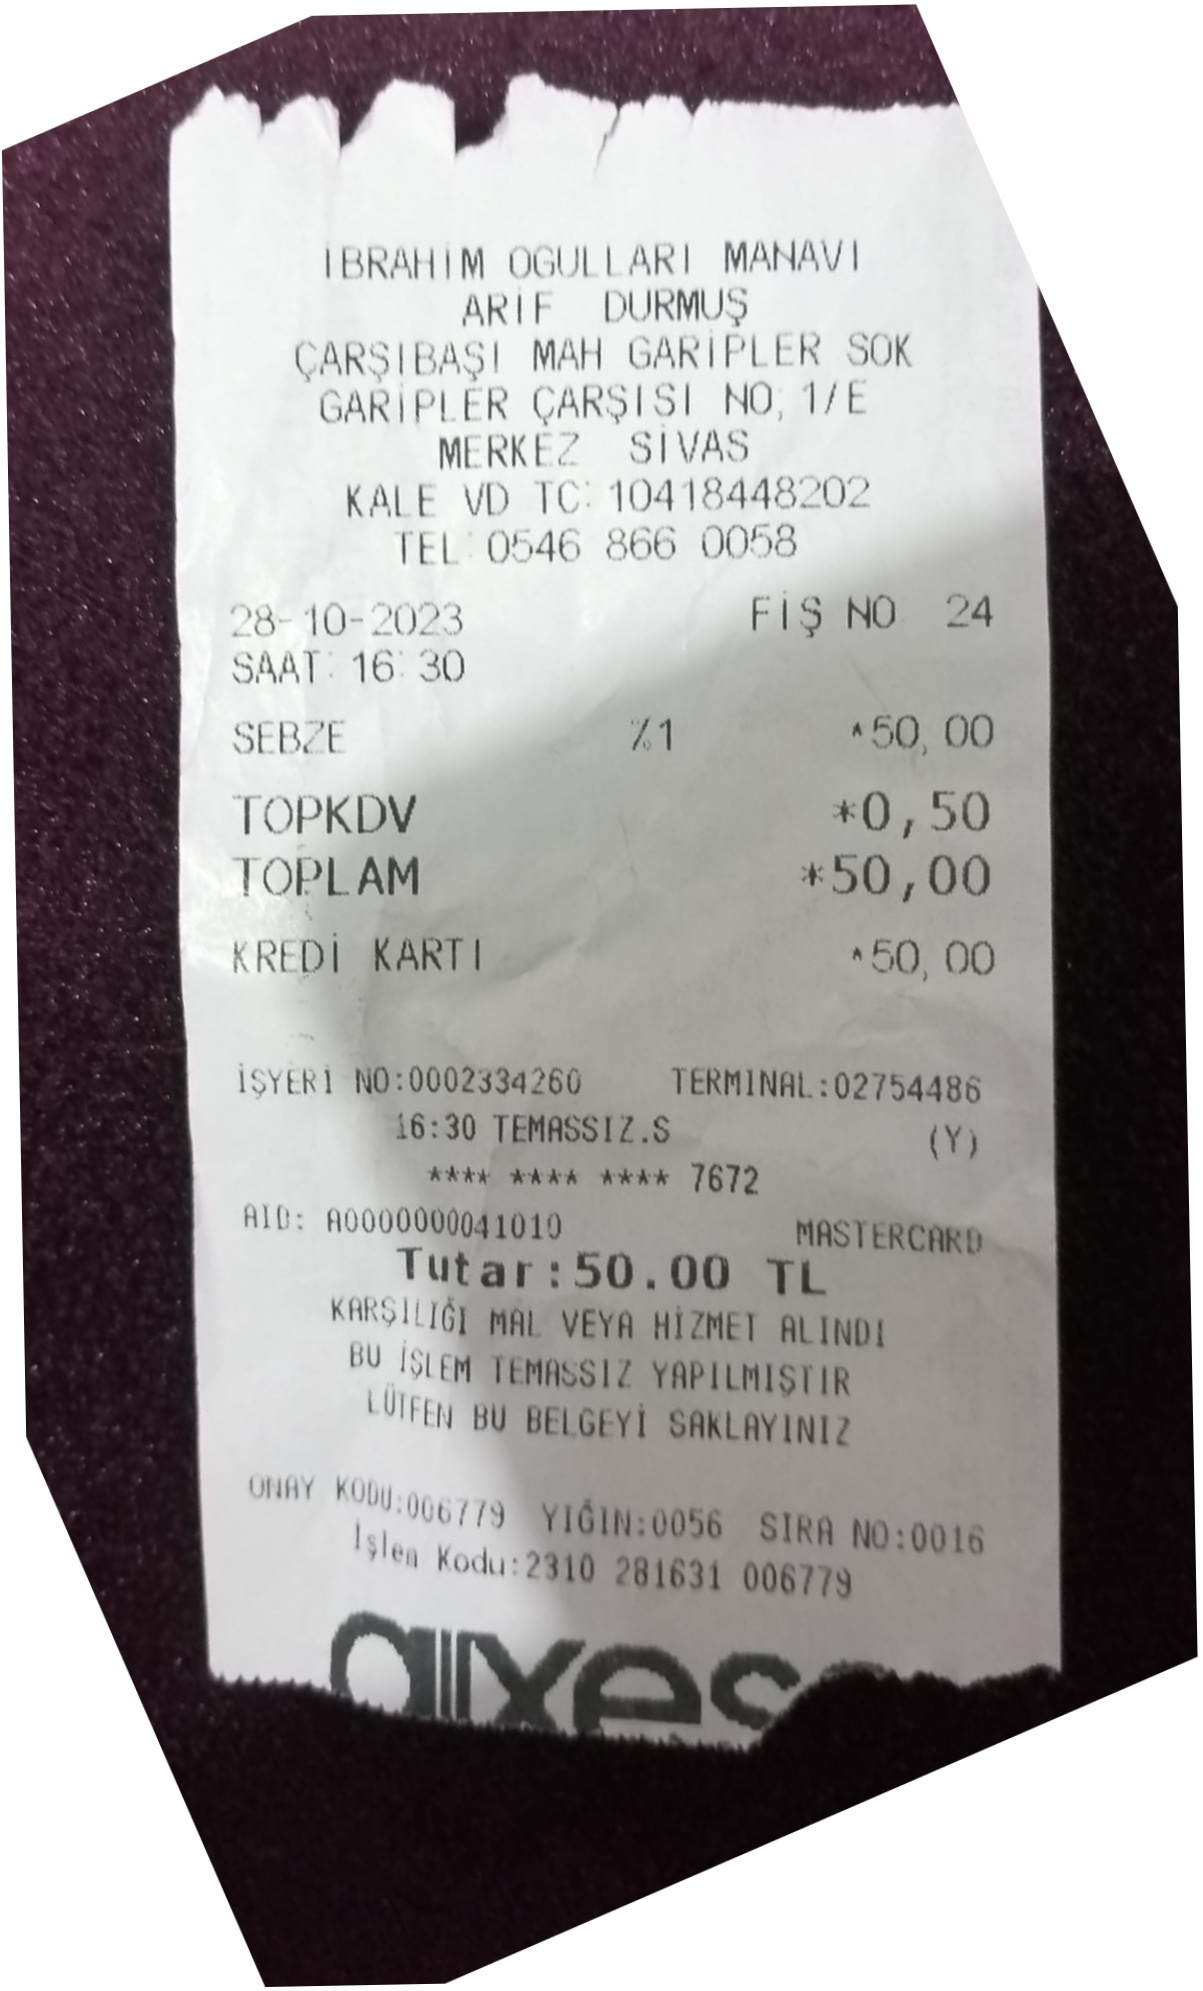 İBRAHİM OGULLARI MANAVI
ARİF DURMUŞ
ÇARŞIBAŞI MAH GARİPLER SOK
GARİPLER ÇARŞISI NO; 1/E
MERKEZ SİVAS
KALE VD TC: 10418448202
TEL: 0546 866 0058
28-10-2023 FİŞ NO 24
SAAT: 16:30
SEBZE %1 *50,00
TOPKDV *0,50
TOPLAM *50,00
KREDİ KARTI *50,00
İŞYERİ NO:0002334260 TERMINAL:02754486
16:30 TEMASSIZ.S (Y)
**** **** **** 7672
AID: A0000000041010 MASTERCARD
Tutar:50.00 TL
KARŞILIĞI MAL VEYA HİZMET ALINDI
BU İŞLEM TEMASSIZ YAPILMIŞTIR
LÜTFEN BU BELGEYİ SAKLAYINIZ
ONAY KODU:006779 YIĞIN:0056 SIRA NO:0016
İşlem Kodu:2310 281631 006779
axess